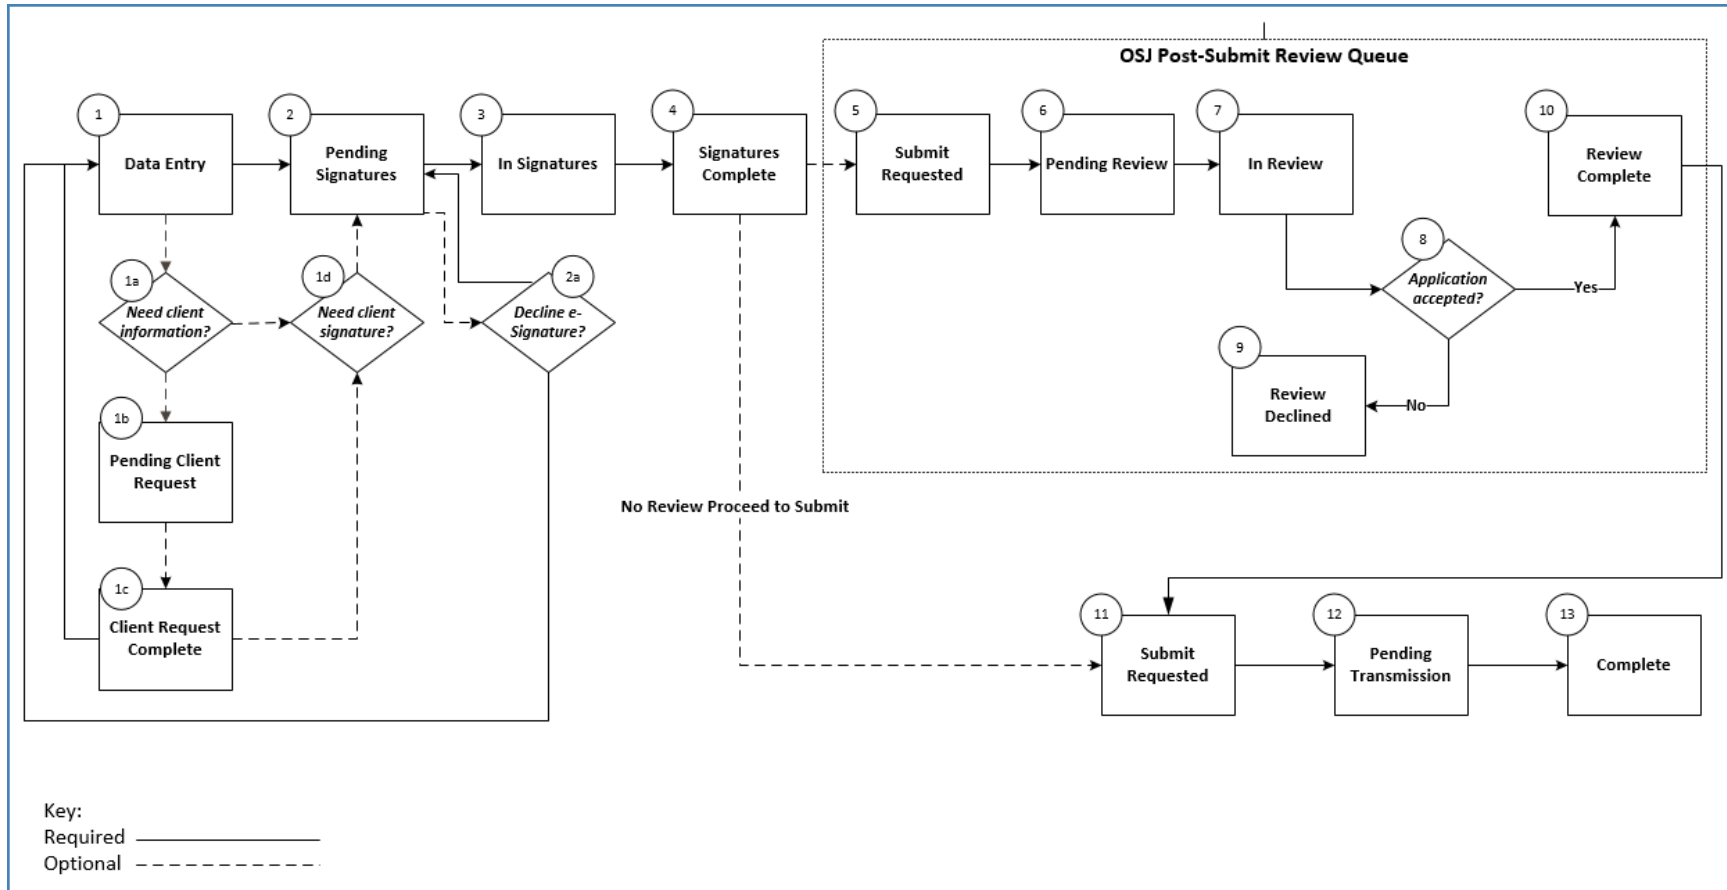 OSJ Post-Submit Review Queue
1
Data Entry
2
Pending
Signatures
3
In Signatures
4
Signatures
Complete
5
Submit
Requested
6
Pending Review
7
In Review
10
Review
Complete
1a
Need client
information?
1d
Need client
signature?
2a
Decline e-
Signature?
8
Application
accepted?
Yes
9
Review
Declined
No
1b
Pending Client
Request
No Review Proceed to Submit
1c
Client Request
Complete
11
Submit
Requested
12
Pending
Transmission
13
Complete
Key:
Required
Optional